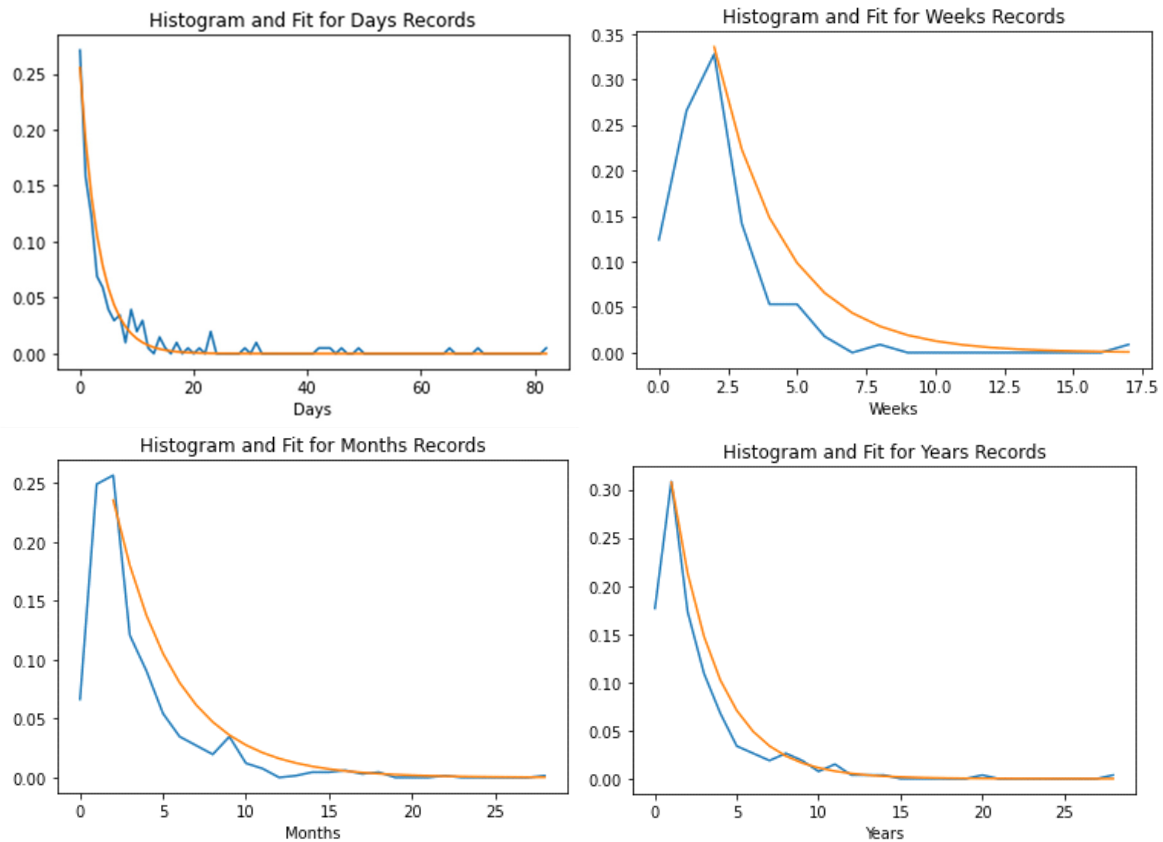 Histogram and Fit for Days Records
0.25
0.20
0.15
0.10
0.05
0.00
0 20 40 60 80
Days
Histogram and Fit for Weeks Records
0.35
0.30
0.25
0.20
0.15
0.10
0.05
0.00
0.0 2.5 5.0 7.5 10.0 12.5 15.0 17.5
Weeks
Histogram and Fit for Months Records
0.25
0.20
0.15
0.10
0.05
0.00
0 5 10 15 20 25
Months
Histogram and Fit for Years Records
0.30
0.25
0.20
0.15
0.10
0.05
0.00
0 5 10 15 20 25
Years